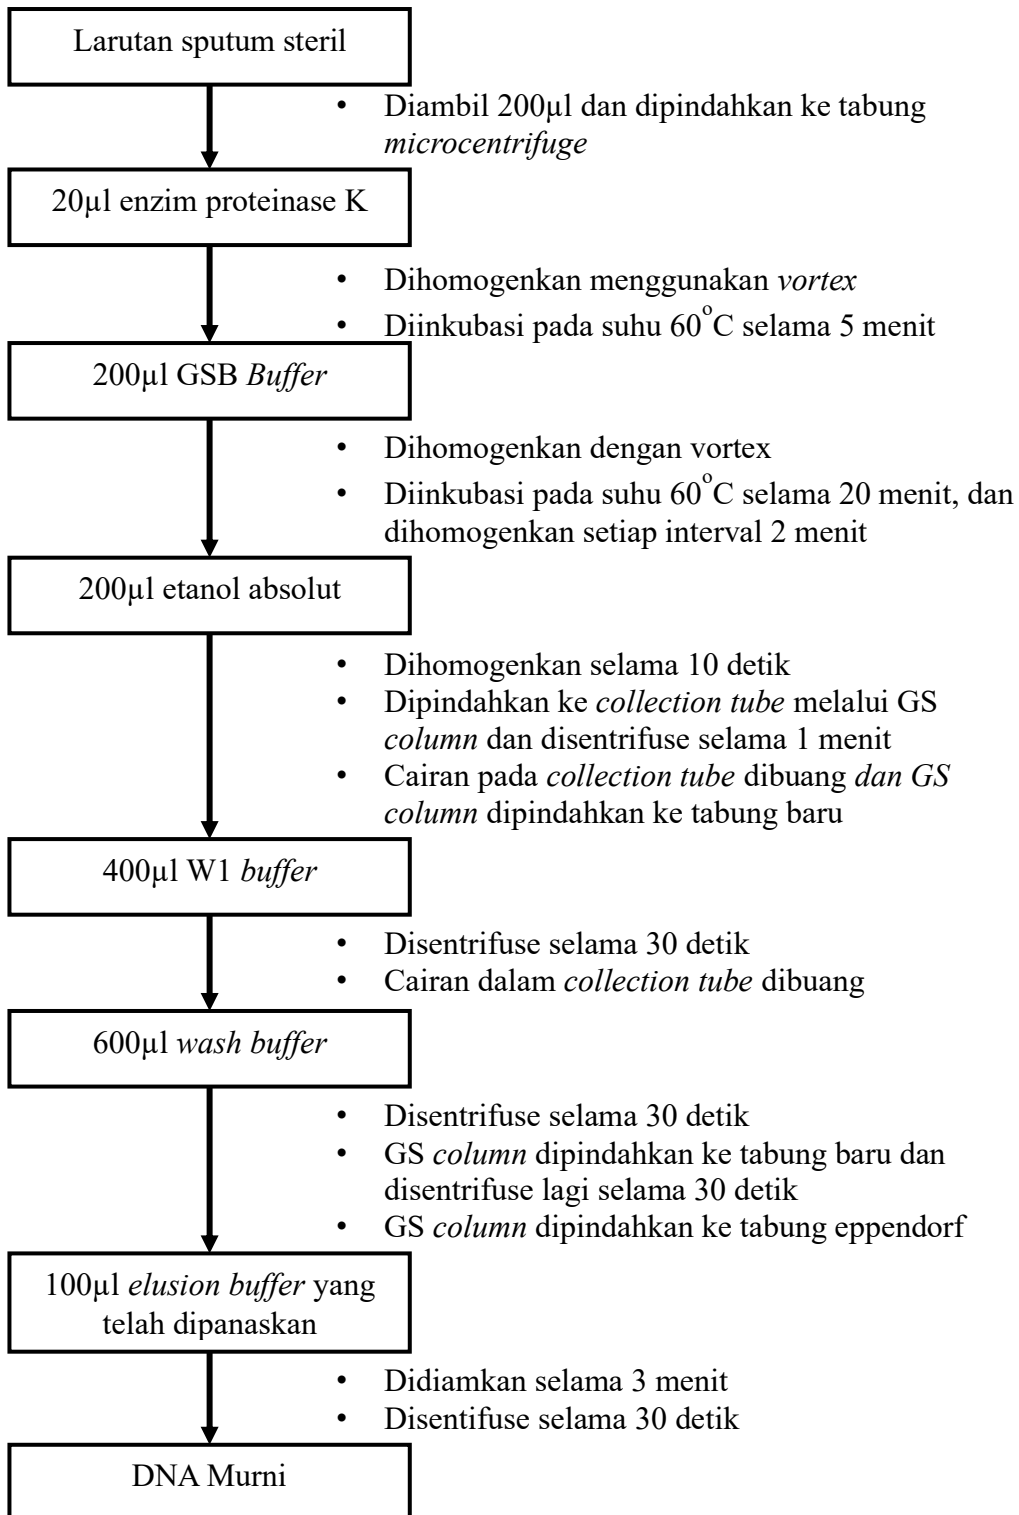 Larutan sputum steril
• Diambil 200µl dan dipindahkan ke tabung
microcentrifuge
20µl enzim proteinase K
• Dihomogenkan menggunakan vortex
• Diinkubasi pada suhu 60°C selama 5 menit
200µl GSB Buffer
• Dihomogenkan dengan vortex
• Diinkubasi pada suhu 60°C selama 20 menit, dan
dihomogenkan setiap interval 2 menit
200µl etanol absolut
• Dihomogenkan selama 10 detik
• Dipindahkan ke collection tube melalui GS
column dan disentrifuse selama 1 menit
• Cairan pada collection tube dibuang dan GS
column dipindahkan ke tabung baru
400µl W1 buffer
• Disentrifuse selama 30 detik
• Cairan dalam collection tube dibuang
600µl wash buffer
• Disentrifuse selama 30 detik
• GS column dipindahkan ke tabung baru dan
disentrifuse lagi selama 30 detik
• GS column dipindahkan ke tabung eppendorf
100µl elusion buffer yang
telah dipanaskan
• Didiamkan selama 3 menit
• Disentifuse selama 30 detik
DNA Murni